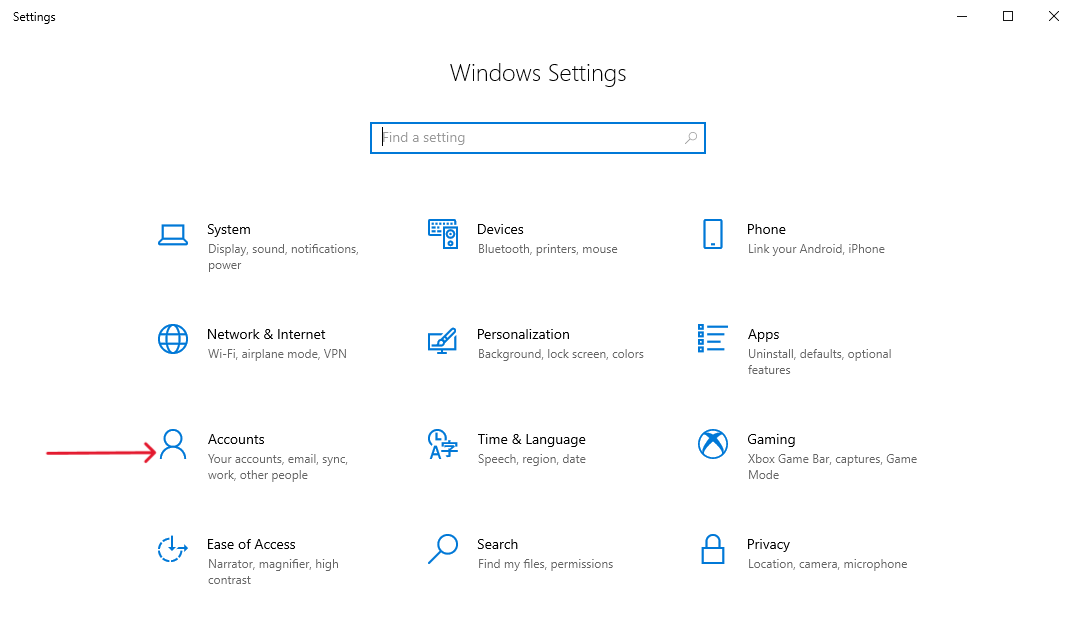 Settings
Windows Settings
Find a setting
System
Display, sound, notifications,
power
Devices
Bluetooth, printers, mouse
Phone
Link your Android, iPhone
Network & Internet
Wi-Fi, airplane mode, VPN
Personalization
Background, lock screen, colors
Apps
Uninstall, defaults, optional
features
Accounts
Your accounts, email, sync,
work, other people
A字
Time & Language
Speech, region, date
Gaming
Xbox Game Bar, captures, Game
Mode
Ease of Access
Narrator, magnifier, high
contrast
Search
Find my files, permissions
Privacy
Location, camera, microphone